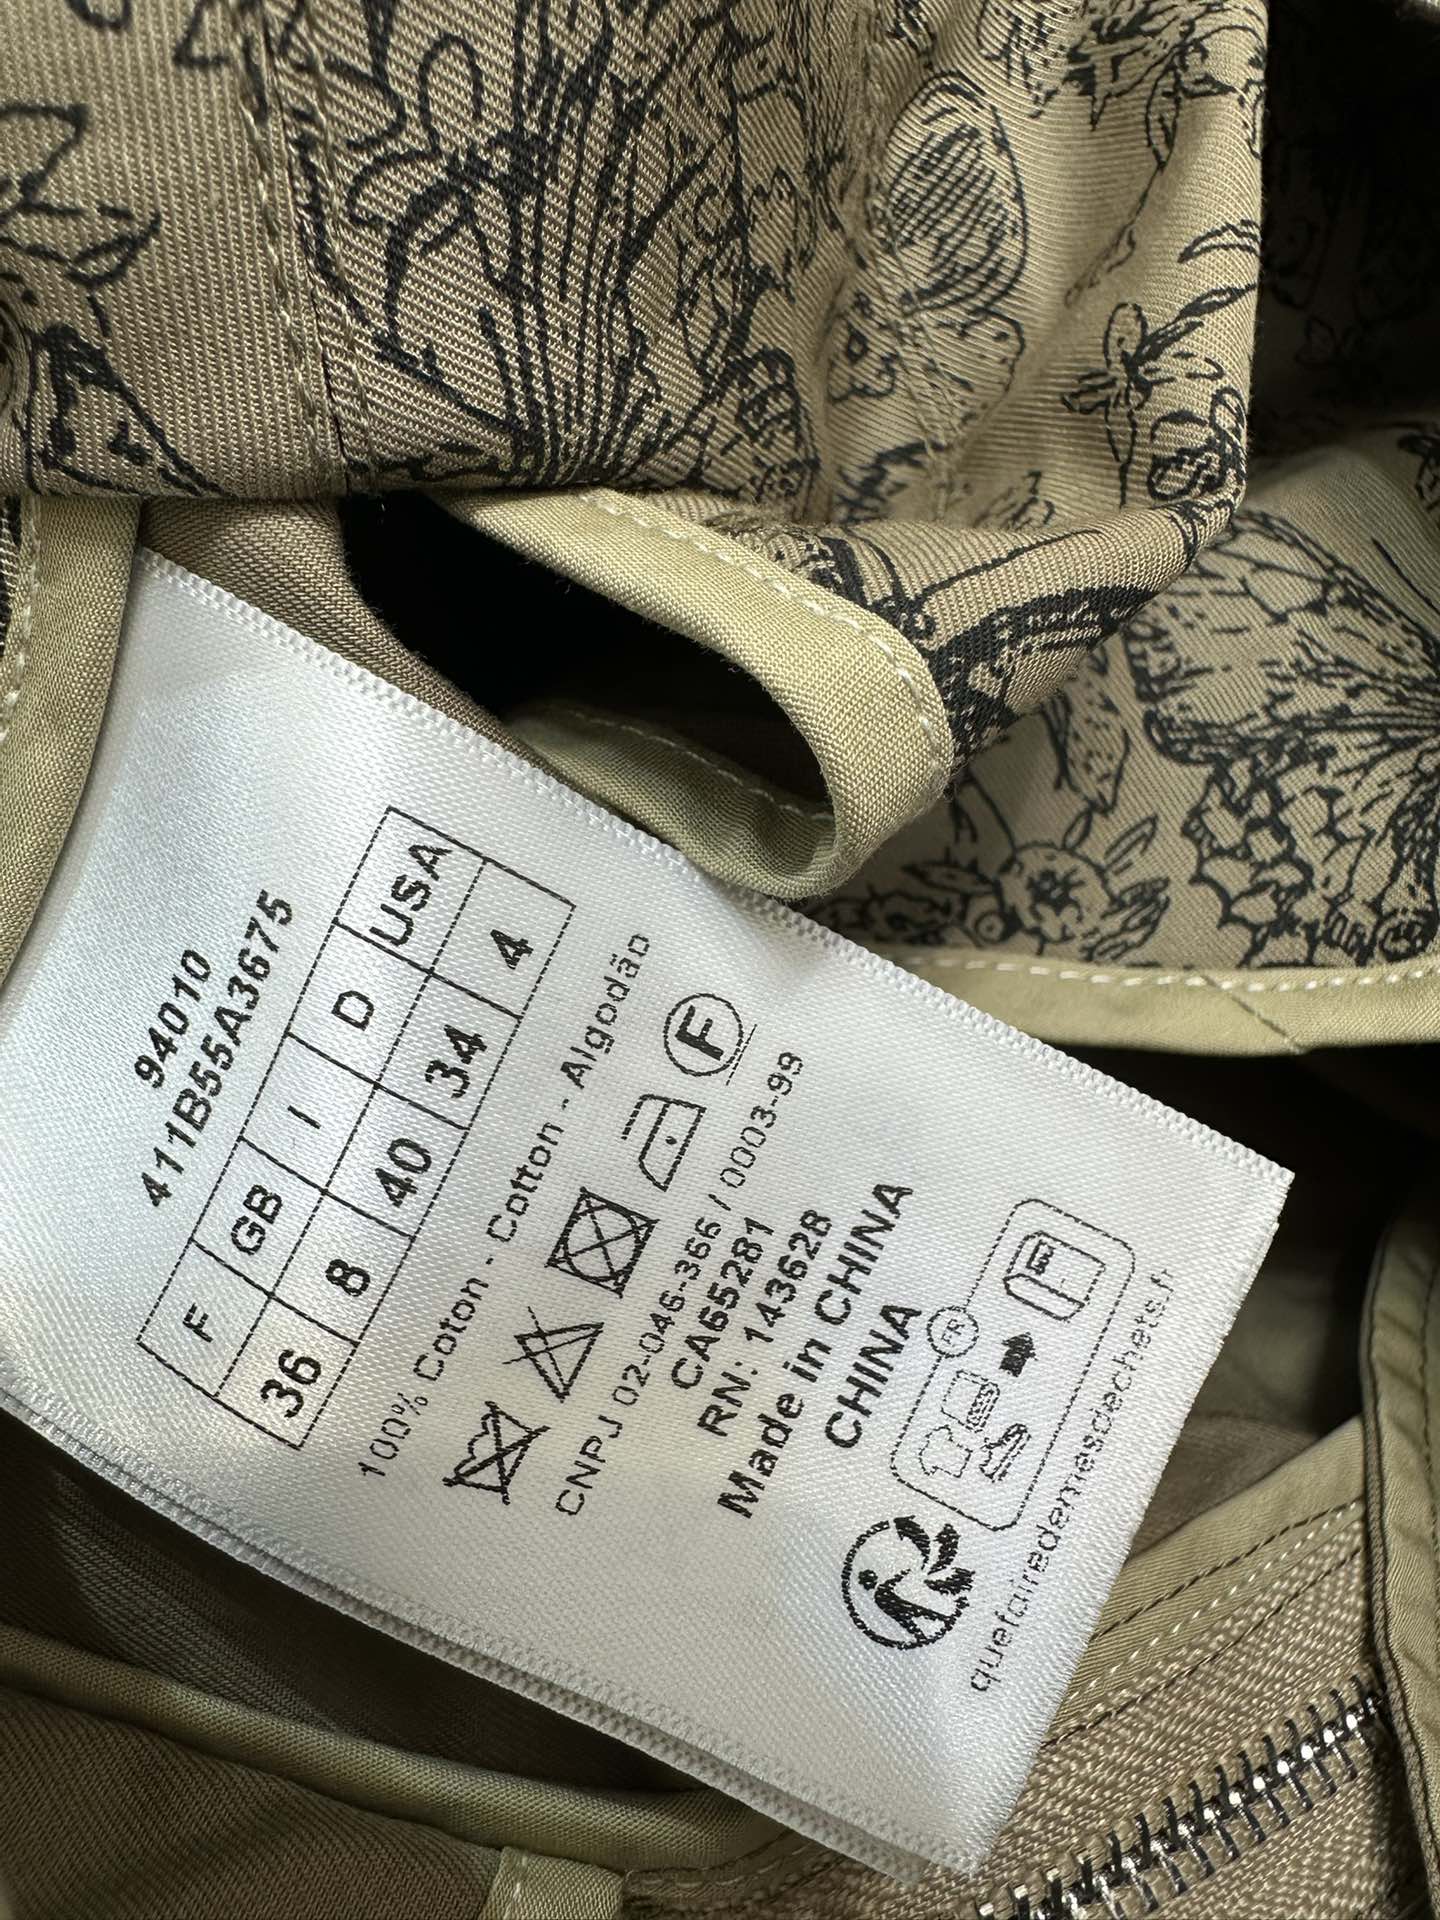 94010
411B55A3675
F GB I D USA
36 8 40 34 4
100% Coton - Cotton - Algodão
F
CNPJ 02-046-366 / 0003-99
CA65281
RN: 143628
Made in CHINA
CHINA
FR
quefairedemesdechets.fr